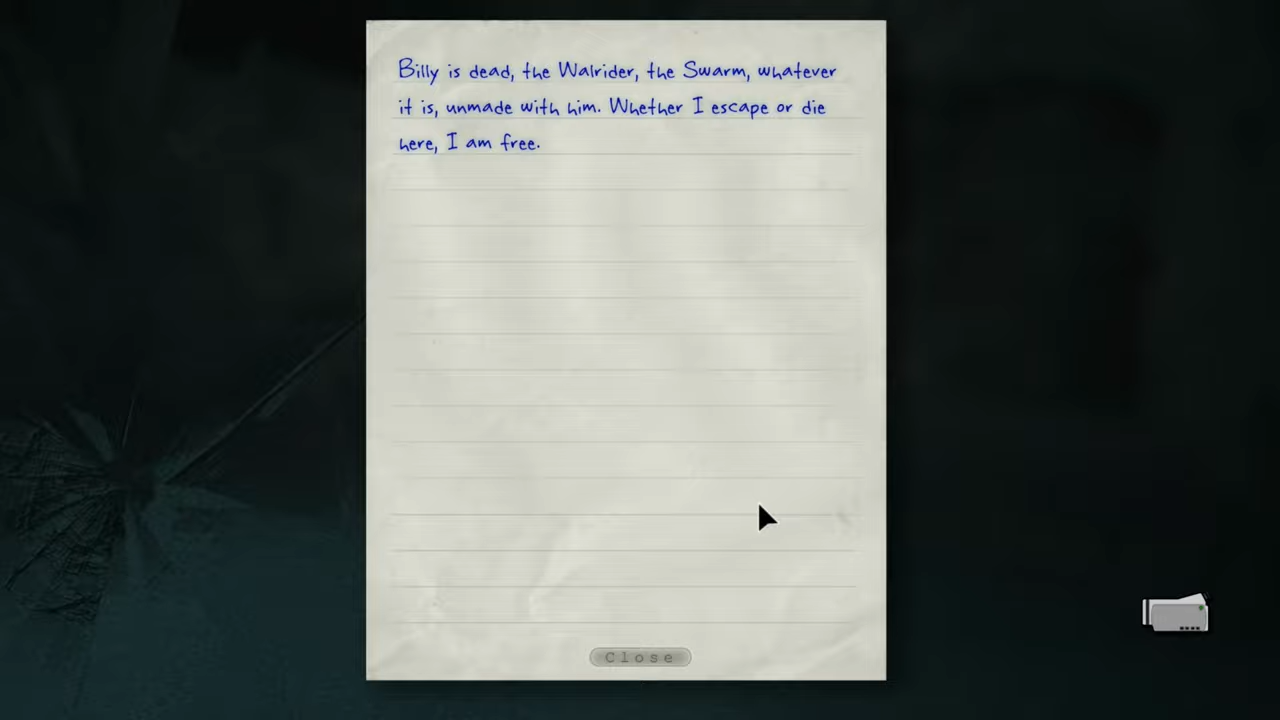 Billy is dead, the Walrider, the Swarm, whatever
it is, unmade with him. Whether I escape or die
here, I am free.
Close